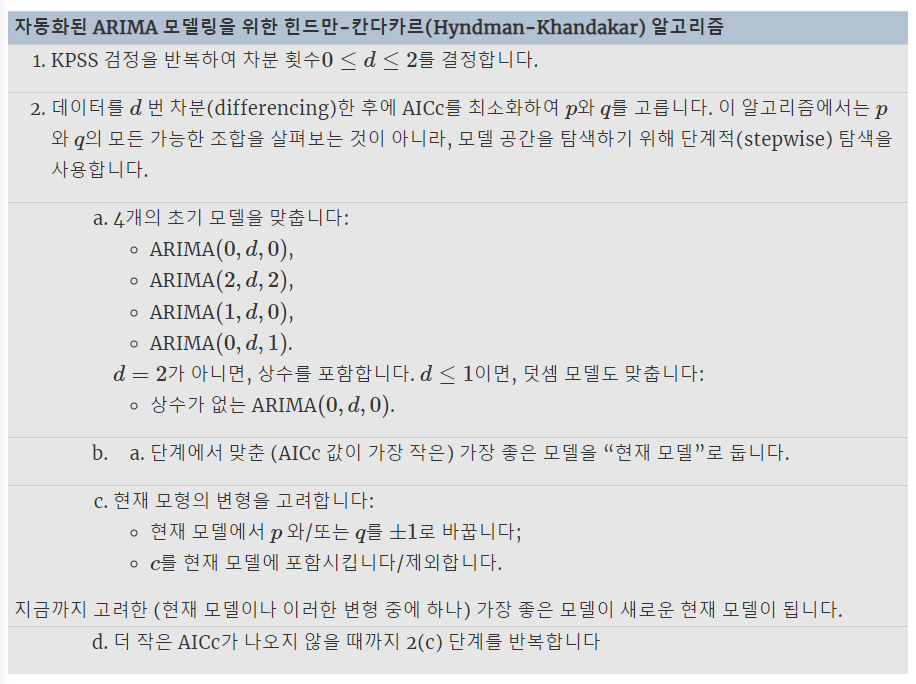 자동화된 ARIMA 모델링을 위한 힌드만-칸다카르(Hyndman-Khandakar) 알고리즘
1. KPSS 검정을 반복하여 차분 횟수0 ≤ d ≤ 2를 결정합니다.
2. 데이터를 d 번 차분(differencing)한 후에 AICc를 최소화하여 p와 q를 고릅니다. 이 알고리즘에서는 p
와 q의 모든 가능한 조합을 살펴보는 것이 아니라, 모델 공간을 탐색하기 위해 단계적(stepwise) 탐색을
사용합니다.
a. 4개의 초기 모델을 맞춥니다:
◦ ARIMA(0, d, 0),
◦ ARIMA(2, d, 2),
◦ ARIMA(1, d, 0),
◦ ARIMA(0, d, 1).
d = 2가 아니면, 상수를 포함합니다. d ≤ 1이면, 덧셈 모델도 맞춥니다:
◦ 상수가 없는 ARIMA(0, d, 0).
b. a. 단계에서 맞춘 (AICc 값이 가장 작은) 가장 좋은 모델을 “현재 모델”로 둡니다.
c. 현재 모형의 변형을 고려합니다:
◦ 현재 모델에서 p 와/또는 q를 ±1로 바꿉니다;
◦ c를 현재 모델에 포함시킵니다/제외합니다.
지금까지 고려한 (현재 모델이나 이러한 변형 중에 하나) 가장 좋은 모델이 새로운 현재 모델이 됩니다.
d. 더 작은 AICc가 나오지 않을 때까지 2(c) 단계를 반복합니다